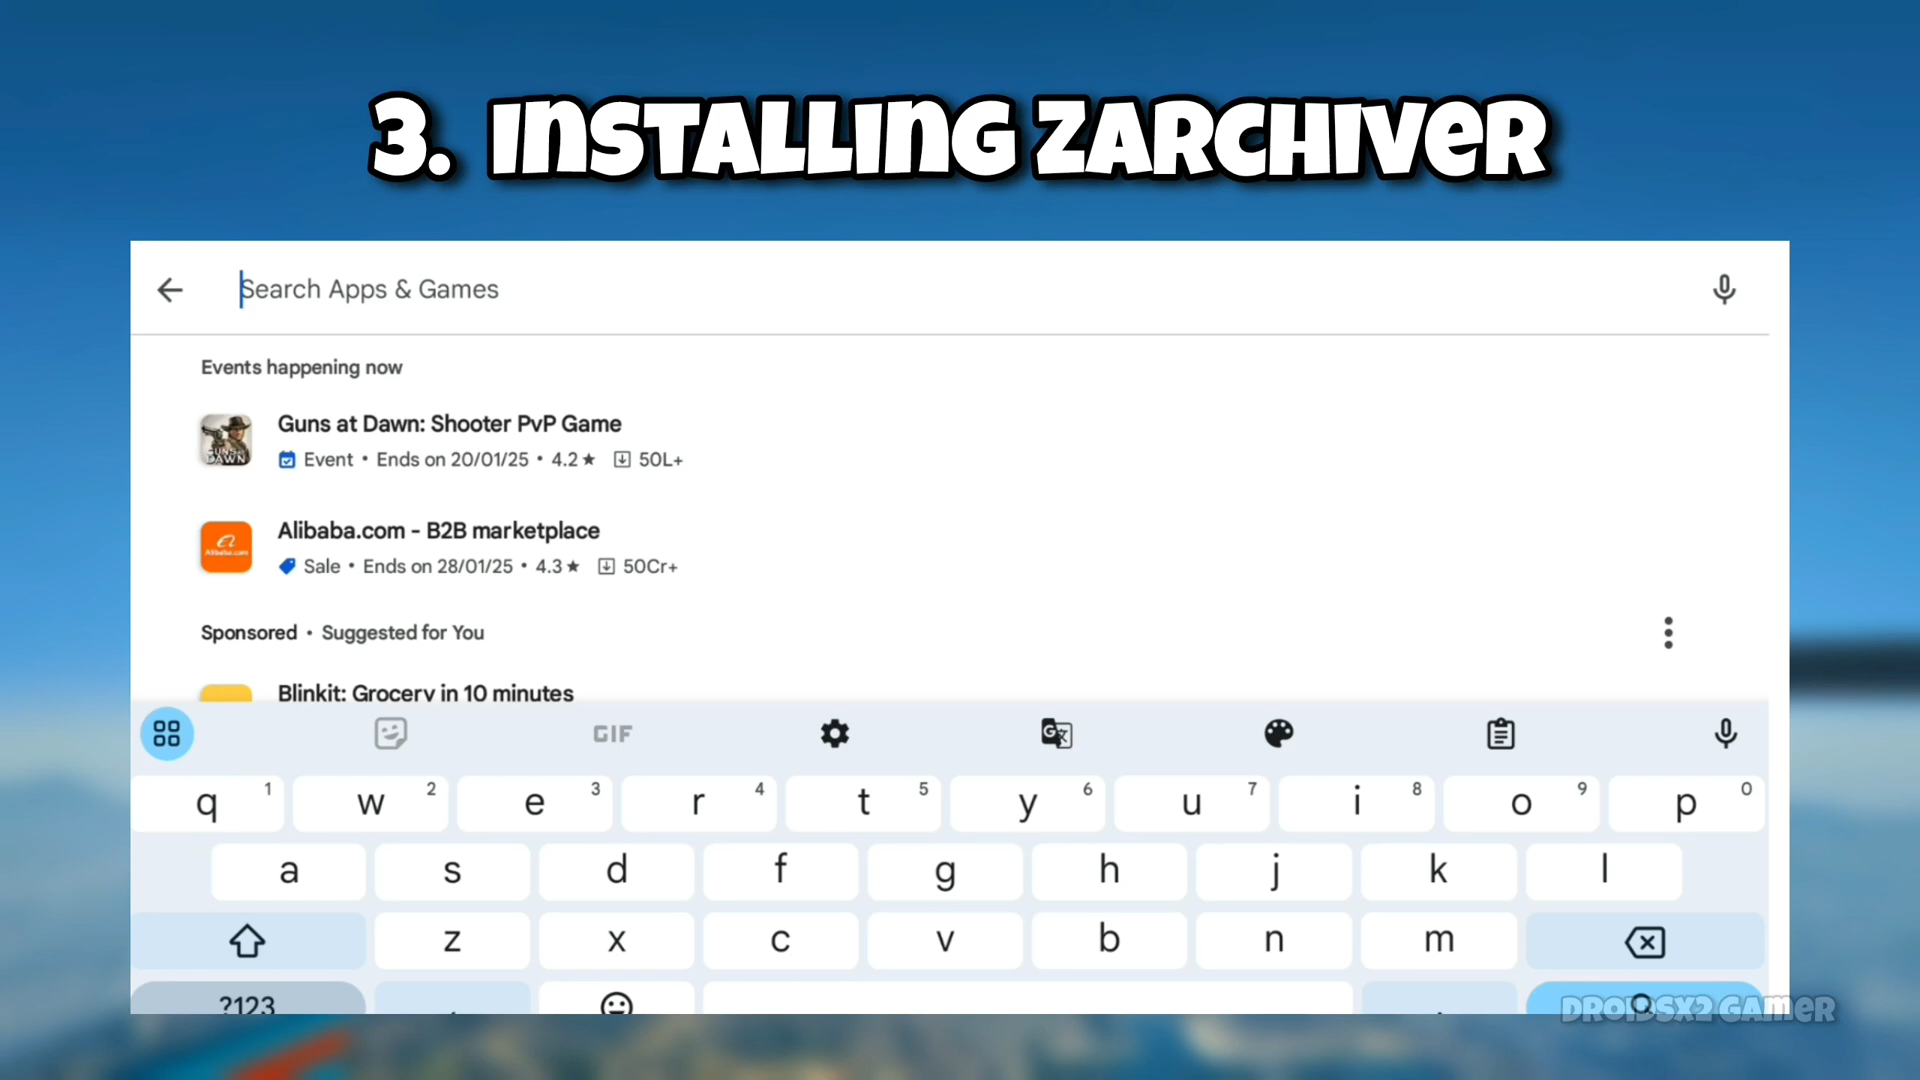 3. INSTALLING ZARCHIVER
Search Apps & Games
Events happening now
Guns at Dawn: Shooter PvP Game
Event • Ends on 20/01/25 • 4.2★ 50L+
Alibaba.com - B2B marketplace
Sale • Ends on 28/01/25 • 4.3★ 50Cr+
Sponsored • Suggested for You
Blinkit: Grocery in 10 minutes
GIF
q 1 w 2 e 3 r 4 t 5 y 6 u 7 i 8 o 9 p 0
a s d f g h j k l
z x c v b n m
?123 , .
DROIDSX2 GAMER